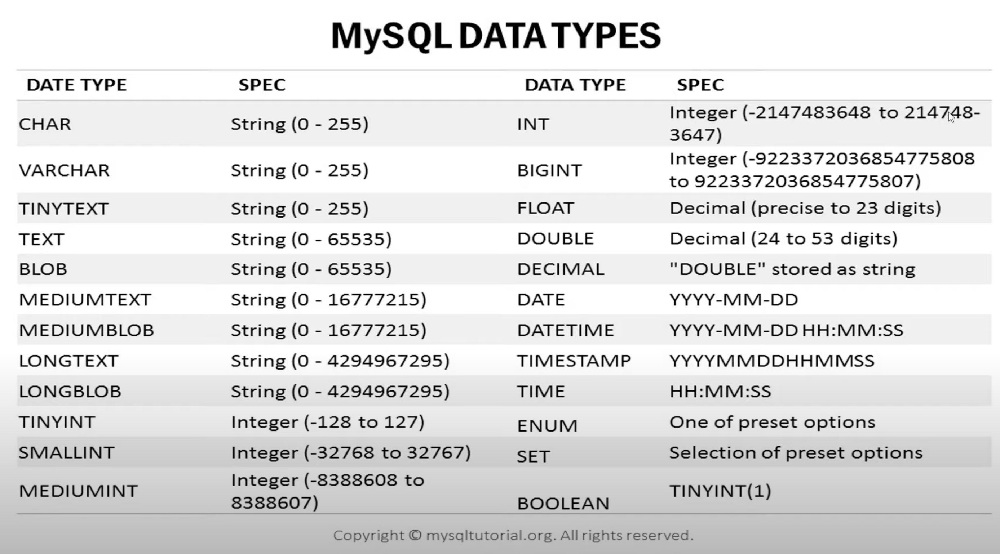 MySQL DATA TYPES
DATE TYPE SPEC DATA TYPE SPEC
CHAR String (0 - 255) INT Integer (-2147483648 to 214748-
3647)
VARCHAR String (0 - 255) BIGINT Integer (-9223372036854775808
to 9223372036854775807)
TINYTEXT String (0 - 255) FLOAT Decimal (precise to 23 digits)
TEXT String (0 - 65535) DOUBLE Decimal (24 to 53 digits)
BLOB String (0 - 65535) DECIMAL "DOUBLE" stored as string
MEDIUMTEXT String (0 - 16777215) DATE YYYY-MM-DD
MEDIUMBLOB String (0 - 16777215) DATETIME YYYY-MM-DD HH:MM:SS
LONGTEXT String (0 - 4294967295) TIMESTAMP YYYYMMDDHHMMSS
LONGBLOB String (0 - 4294967295) TIME HH:MM:SS
TINYINT Integer (-128 to 127) ENUM One of preset options
SMALLINT Integer (-32768 to 32767) SET Selection of preset options
MEDIUMINT Integer (-8388608 to
8388607) BOOLEAN TINYINT(1)
Copyright © mysqltutorial.org. All rights reserved.